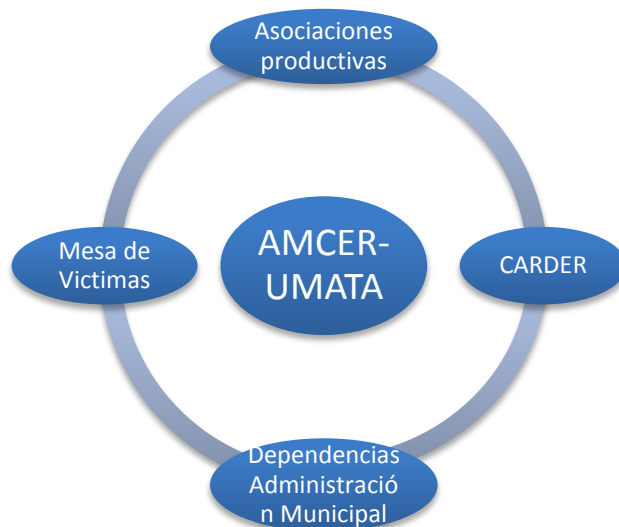 Asociaciones
productivas
Mesa de
Victimas
AMCER-
UMATA
CARDER
Dependencias
Administració
n Municipal